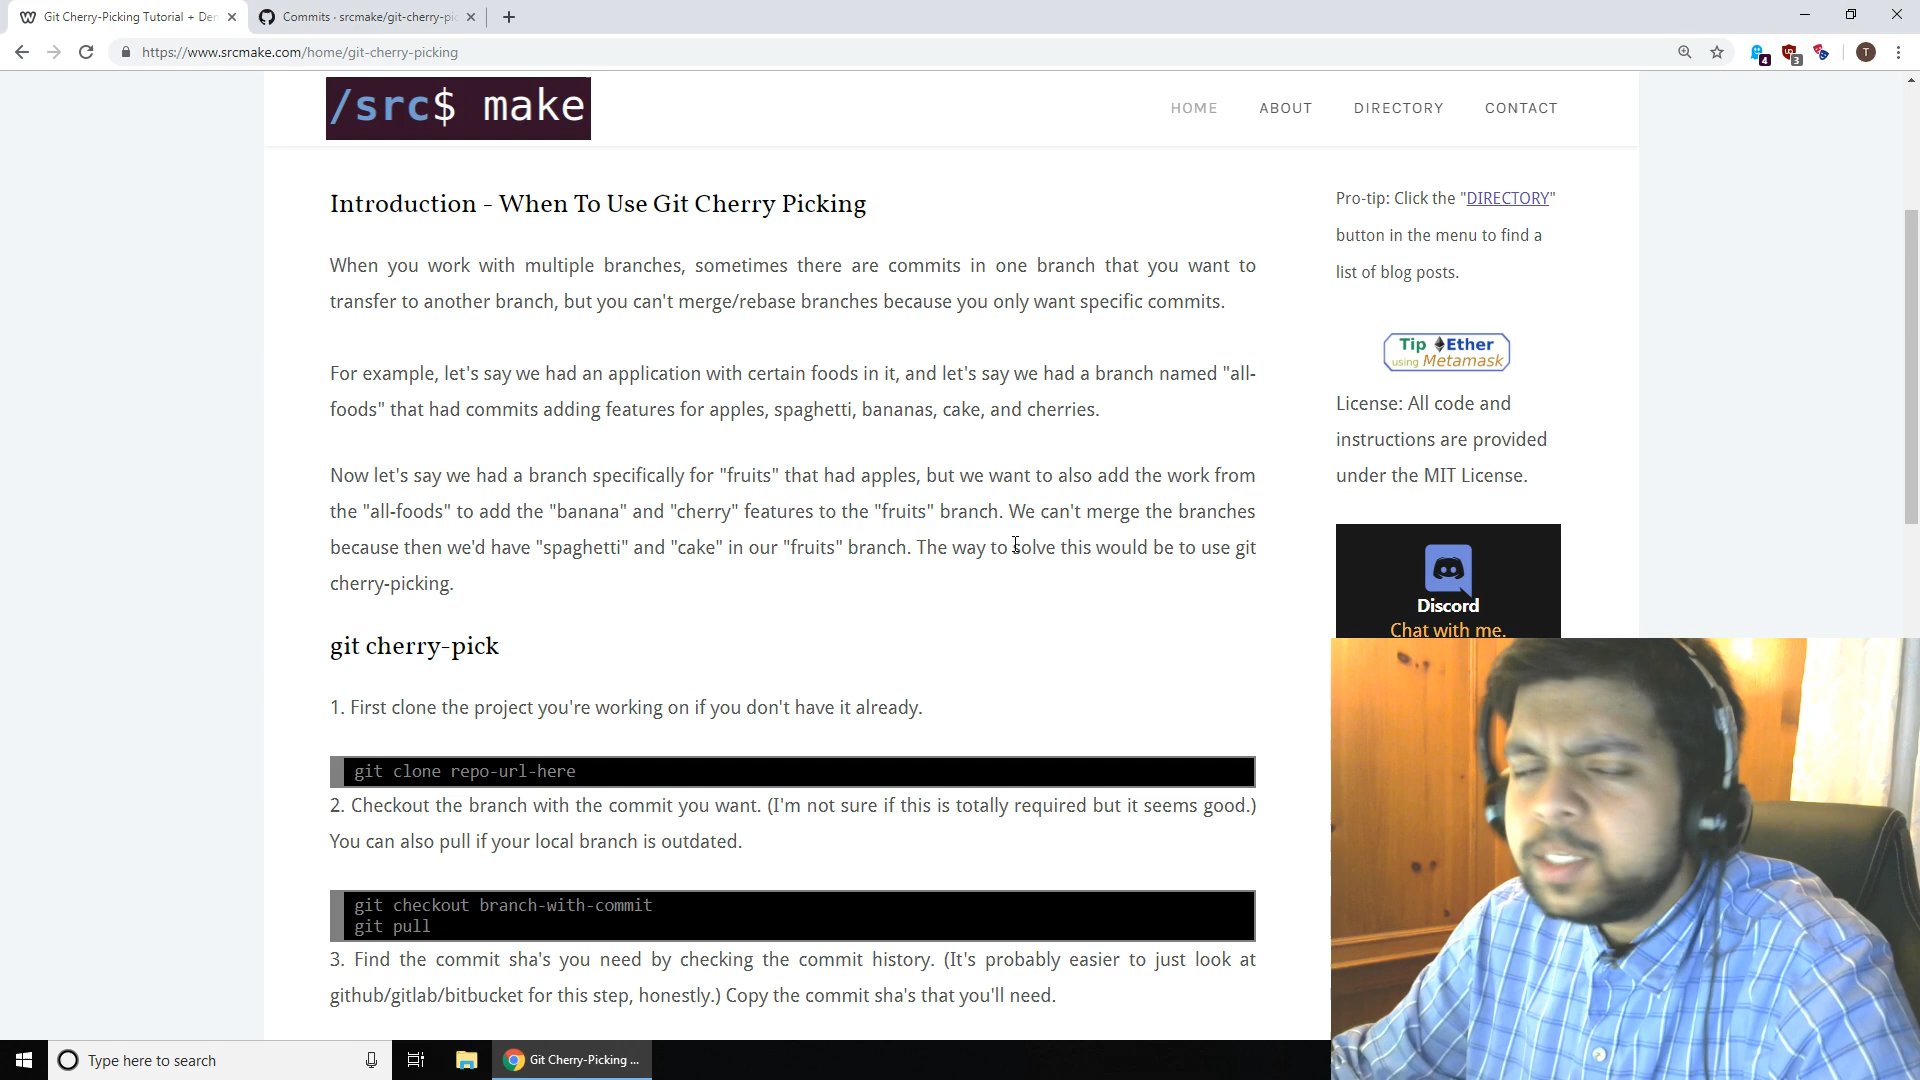 Git Cherry-Picking Tutorial + Den
Commits · srcmake/git-cherry-pic
https://www.srcmake.com/home/git-cherry-picking
4
3
T
/src$ make
HOME ABOUT DIRECTORY CONTACT
Introduction - When To Use Git Cherry Picking
When you work with multiple branches, sometimes there are commits in one branch that you want to
transfer to another branch, but you can't merge/rebase branches because you only want specific commits.
For example, let's say we had an application with certain foods in it, and let's say we had a branch named "all-
foods" that had commits adding features for apples, spaghetti, bananas, cake, and cherries.
Now let's say we had a branch specifically for "fruits" that had apples, but we want to also add the work from
the "all-foods" to add the "banana" and "cherry" features to the "fruits" branch. We can't merge the branches
because then we'd have "spaghetti" and "cake" in our "fruits" branch. The way to solve this would be to use git
cherry-picking.
git cherry-pick
1. First clone the project you're working on if you don't have it already.
git clone repo-url-here
2. Checkout the branch with the commit you want. (I'm not sure if this is totally required but it seems good.)
You can also pull if your local branch is outdated.
git checkout branch-with-commit
git pull
3. Find the commit sha's you need by checking the commit history. (It's probably easier to just look at
github/gitlab/bitbucket for this step, honestly.) Copy the commit sha's that you'll need.
Pro-tip: Click the "DIRECTORY"
button in the menu to find a
list of blog posts.
Tip Ether
using Metamask
License: All code and
instructions are provided
under the MIT License.
Discord
Chat with me.
Type here to search
Git Cherry-Picking ...